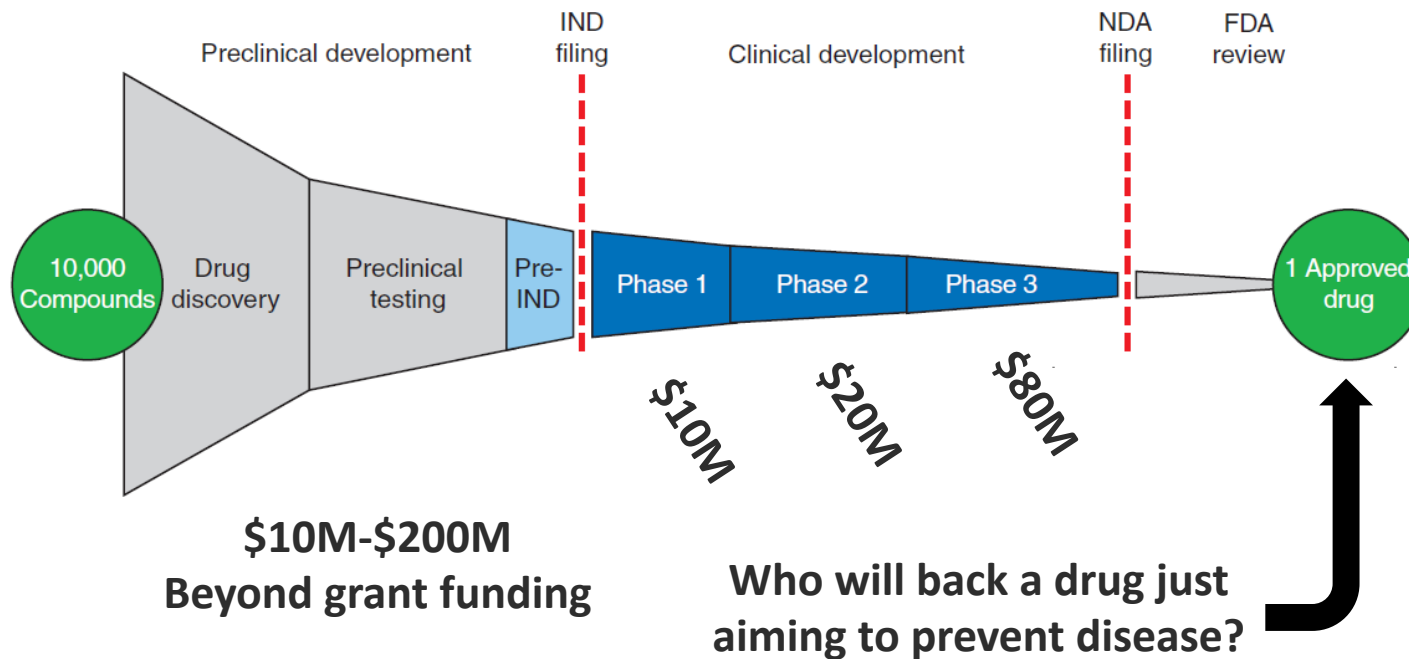 Preclinical development
IND
filing
Clinical development
NDA
filing
FDA
review
10,000
Compounds
Drug
discovery
Preclinical
testing
Pre-
IND
Phase 1
Phase 2
Phase 3
1 Approved
drug
$10M
$20M
$80M
$10M-$200M
Beyond grant funding
Who will back a drug just
aiming to prevent disease?